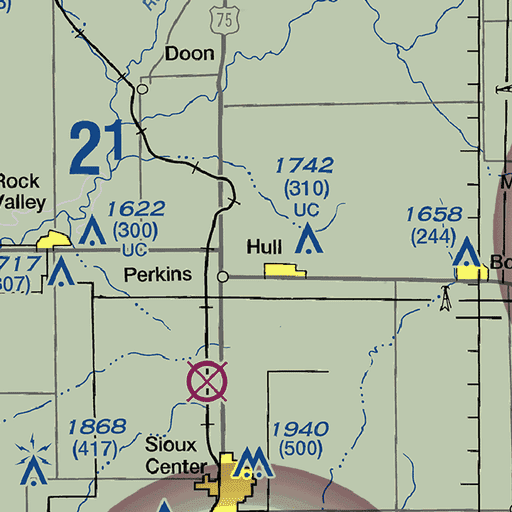 75
Doon
21
1742
(310)
UC
Rock
Valley
1622
(300)
UC
1658
(244)
Hull
717
307)
Perkins
Bo
1868
(417)
Sioux
Center
1940
(500)
M